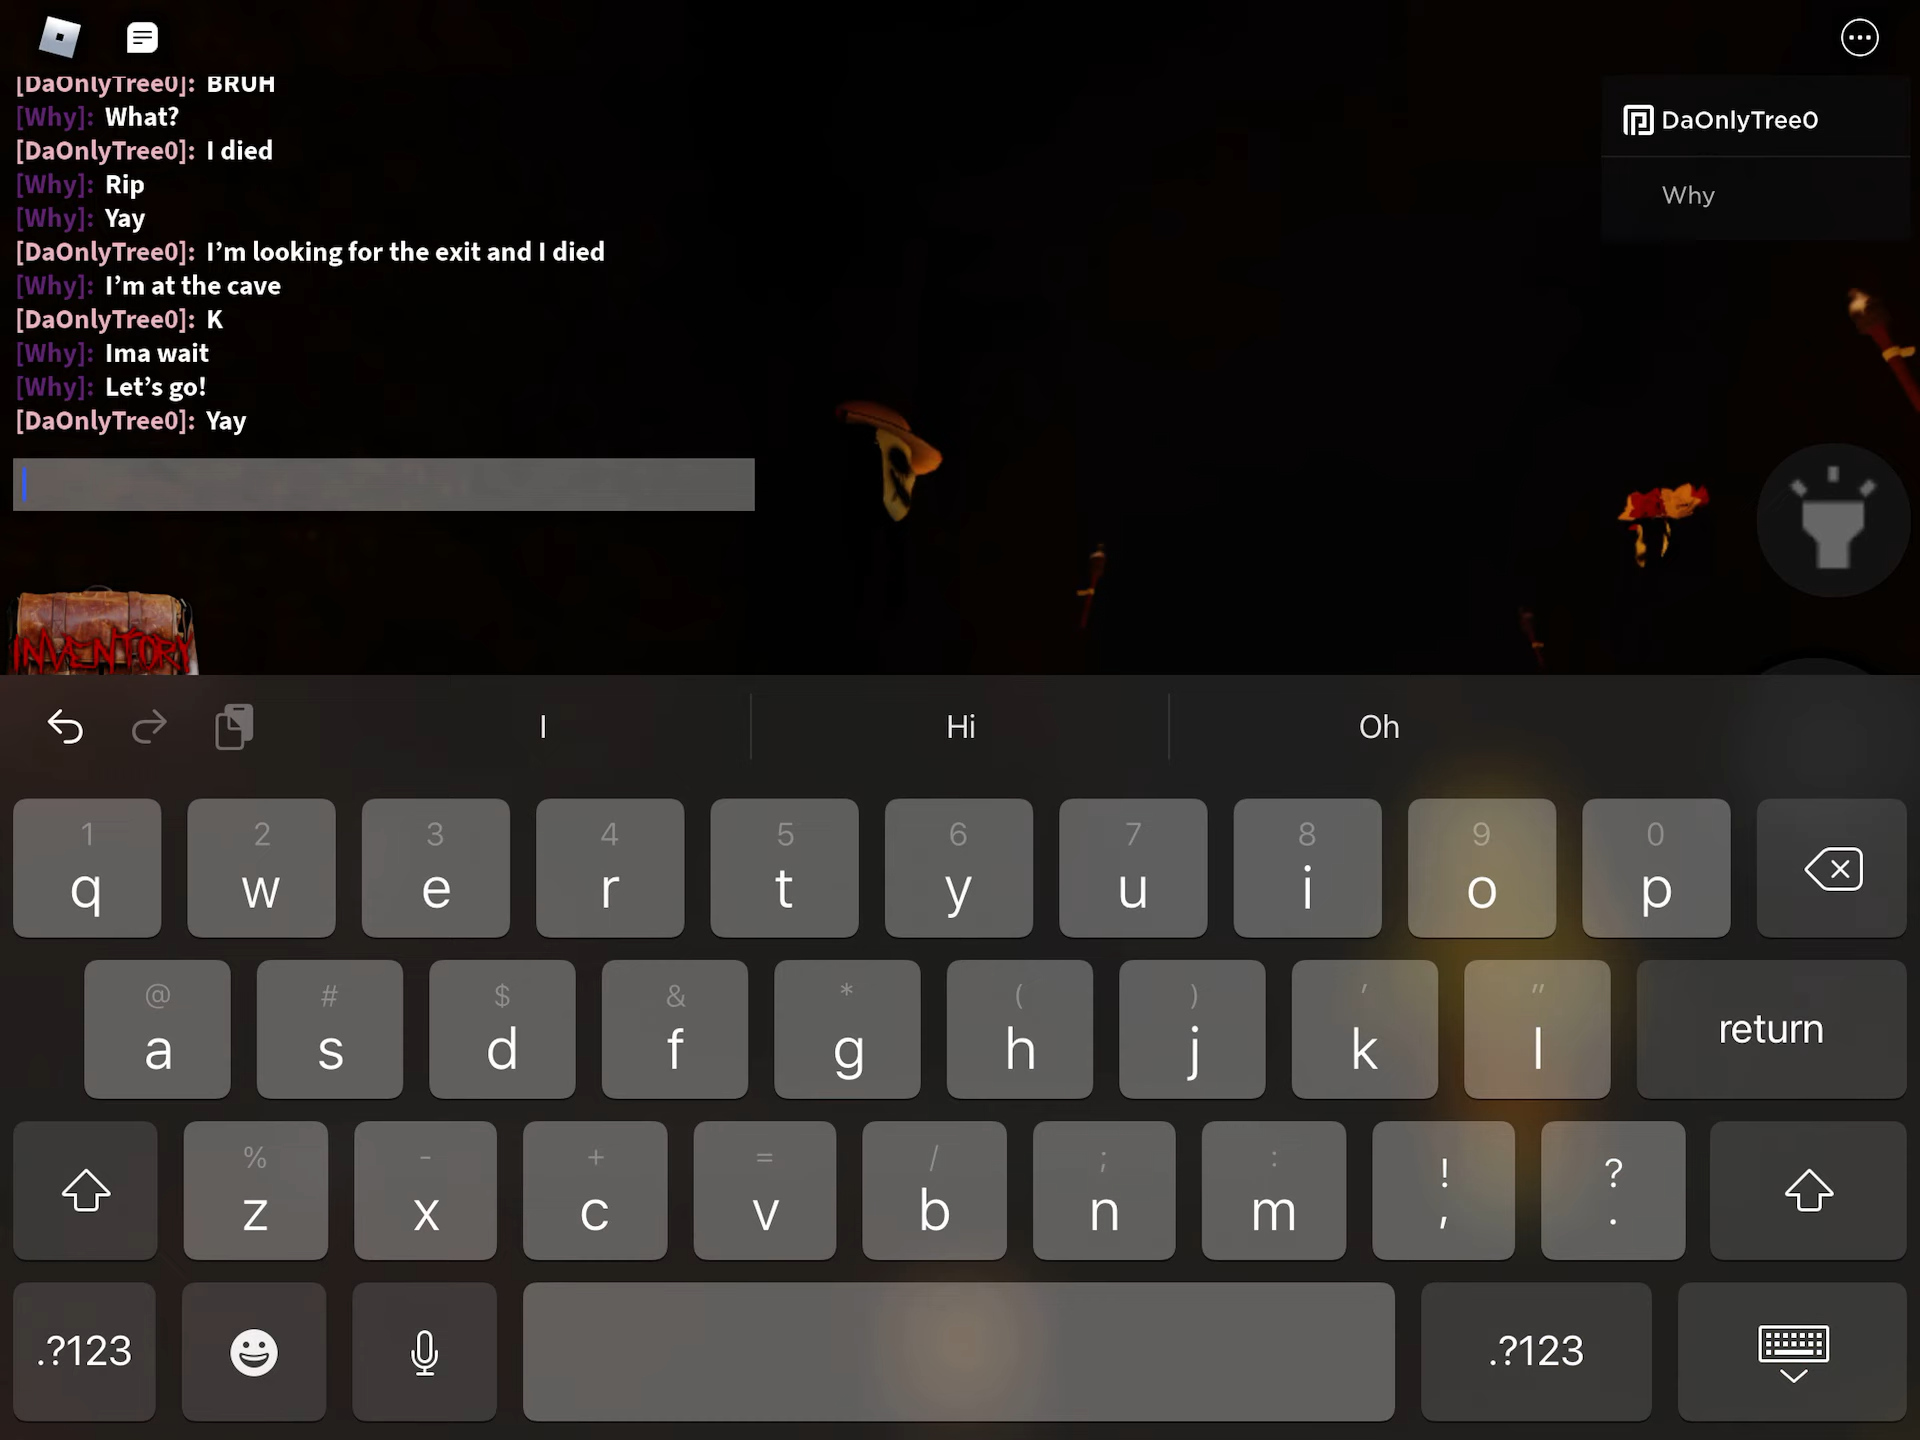 [DaOnlyTree0]: BRUH
[Why]: What?
[DaOnlyTree0]: I died
[Why]: Rip
[Why]: Yay
[DaOnlyTree0]: I’m looking for the exit and I died
[Why]: I’m at the cave
[DaOnlyTree0]: K
[Why]: Ima wait
[Why]: Let’s go!
[DaOnlyTree0]: Yay
DaOnlyTree0
Why
INVENTORY
I Hi Oh
1 2 3 4 5 6 7 8 9 0
q w e r t y u i o p
@ # $ & * ( ) ' "
a s d f g h j k l return
% - + = / ; : ! ?
z x c v b n m , .
.?123 .?123